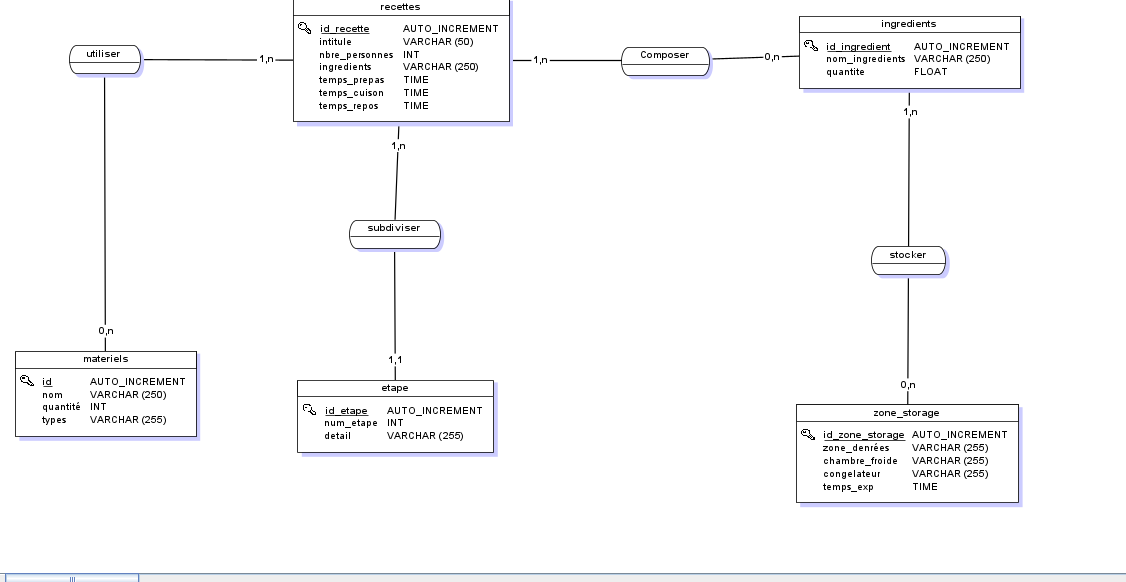 recettes
id_recette AUTO_INCREMENT
intitule VARCHAR (50)
nbre_personnes INT
ingredients VARCHAR (250)
temps_prepas TIME
temps_cuison TIME
temps_repos TIME
ingredients
id_ingredient AUTO_INCREMENT
nom_ingredients VARCHAR (250)
quantite FLOAT
utiliser
1,n
1,n
Composer
0,n
1,n
1,n
subdiviser
stocker
0,n
1,1
0,n
materiels
id AUTO_INCREMENT
nom VARCHAR (250)
quantité INT
types VARCHAR (255)
etape
id_etape AUTO_INCREMENT
num_etape INT
detail VARCHAR (255)
zone_storage
id_zone_storage AUTO_INCREMENT
zone_denrées VARCHAR (255)
chambre_froide VARCHAR (255)
congelateur VARCHAR (255)
temps_exp TIME